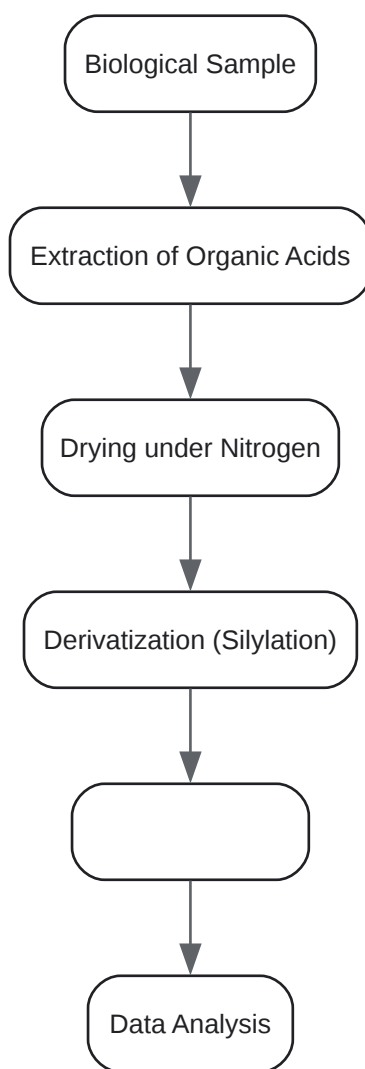 Biological Sample
Extraction of Organic Acids
Drying under Nitrogen
Derivatization (Silylation)
Data Analysis